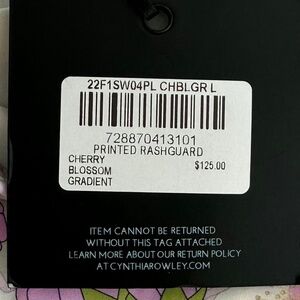 22F1SW04PL CHBLGR L
728870413101
PRINTED RASHGUARD
CHERRY
BLOSSOM
GRADIENT
$125.00
ITEM CANNOT BE RETURNED
WITHOUT THIS TAG ATTACHED
LEARN MORE ABOUT OUR RETURN POLICY
AT CYNTHIAROWLEY.COM